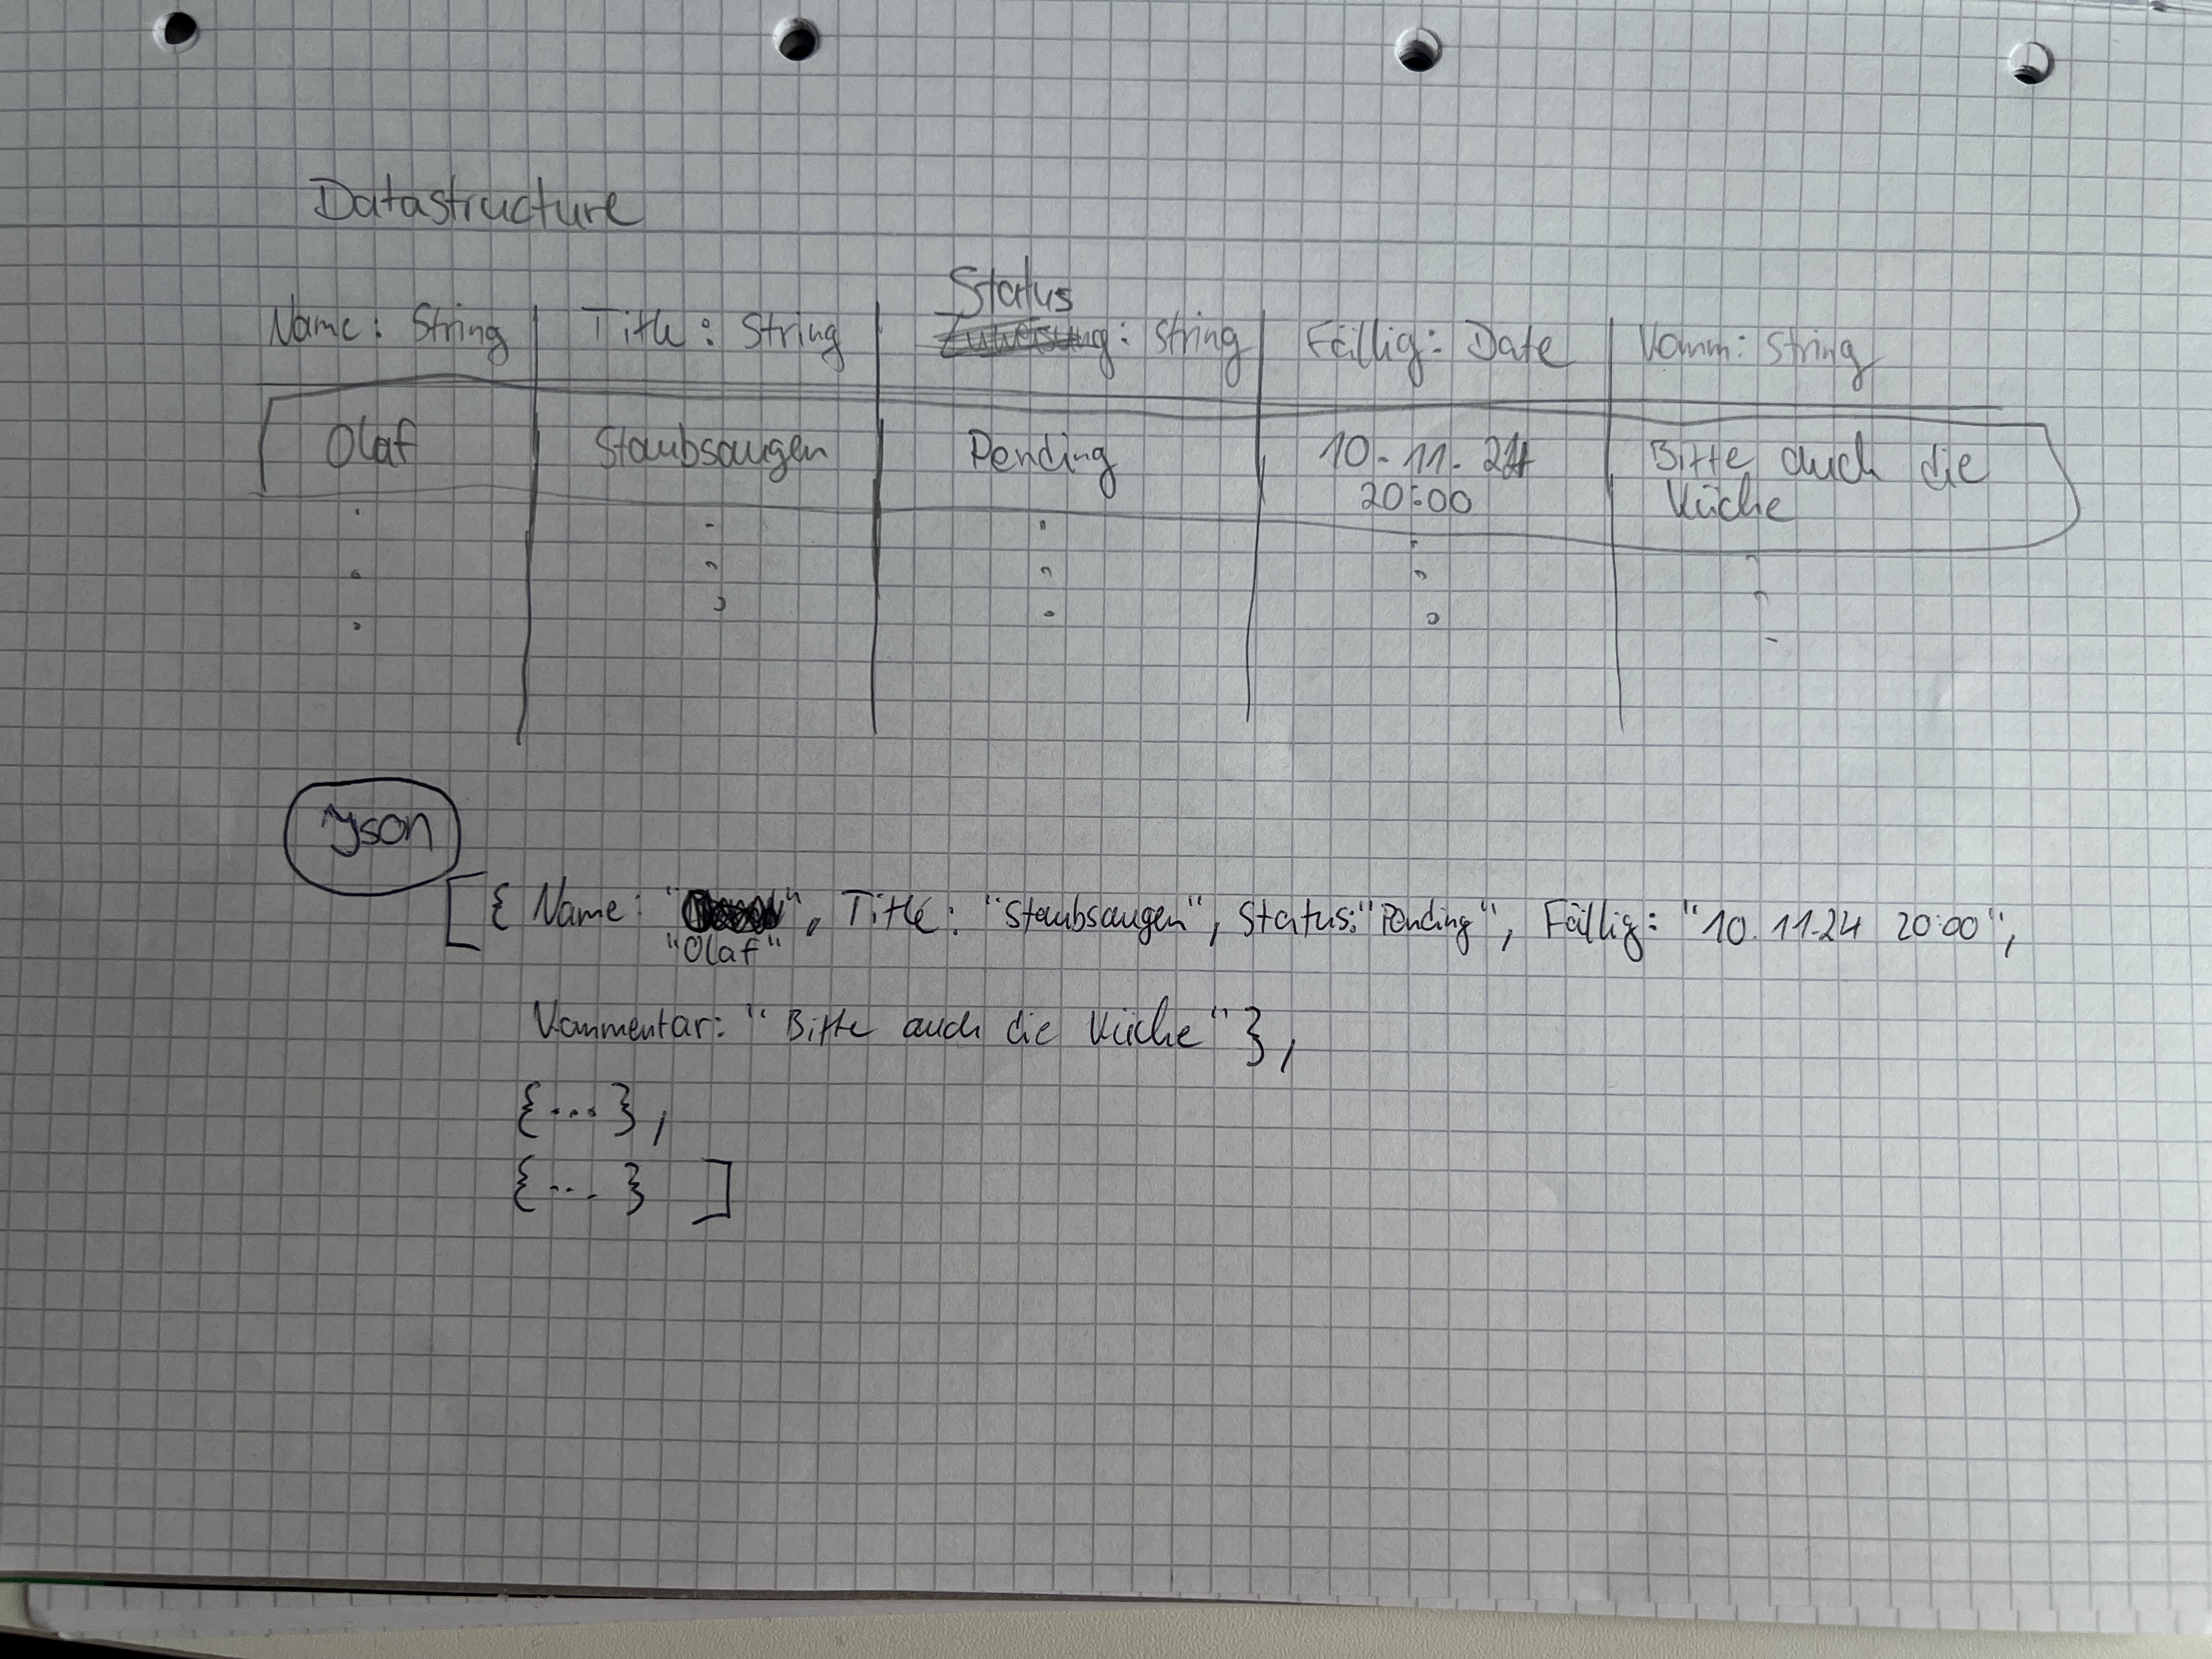 Datastructure
Status
Name: String Title: String : String Fällig: Date Komm: String
Olaf Staubsaugen Pending 10.11.24 Bitte auch die
20:00 Küche
Json
[{ Name: " ", Title: "Staubsaugen", Status: "Pending", Fällig: "10.11.24 20:00",
"Olaf"
Kommentar: "Bitte auch die Küche"},
{...},
{...}]